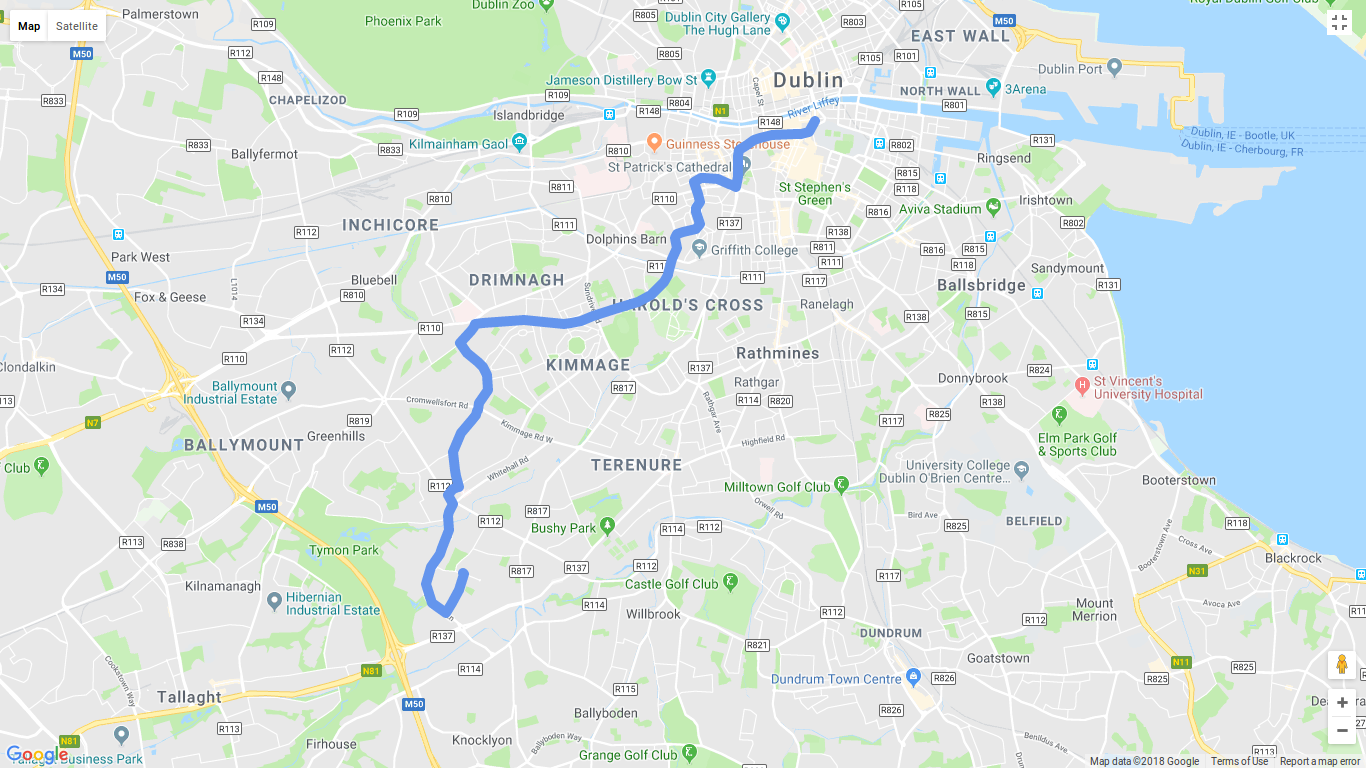 Map
Satellite
Palmerstown
Phoenix Park
Dublin Zoo
R105
Royal Dublin Golf Club
R109
R805
Dublin City Gallery
The Hugh Lane
R803
M50
EAST WALL
M50
R112
R148
R805
R105
R101
Jameson Distillery Bow St
Capel St
Dublin
Dublin Port
NORTH WALL
3Arena
R801
R833
CHAPELIZOD
R109
R109
Islandbridge
R148
R804
N1
River Liffey
R148
R833
Ballyfermot
Kilmainham Gaol
R810
Guinness Storehouse
St Patrick's Cathedral
R802
R131
Ringsend
Dublin, IE - Bootle, UK
Dublin, IE - Cherbourg, FR
R811
R810
R110
St Stephen's
Green
R815
R118
R816
Aviva Stadium
Irishtown
R802
INCHICORE
R112
R111
R137
Dolphins Barn
Griffith College
R138
R811
R111
R816
R815
R118
Park West
M50
Fox & Geese
L1014
Bluebell
R810
DRIMNAGH
R11
R111
R117
Sandymount
R131
Ballsbridge
R134
R134
Sundrive Rd
HAROLD'S CROSS
Ranelagh
R138
R815
R110
R112
R110
Clondalkin
KIMMAGE
R137
Rathmines
Rathgar
R114
R820
R817
Donnybrook
R824
R138
St Vincent's
University Hospital
Ballymount
Industrial Estate
Cromwellsfort Rd
R113
N7
R819
Greenhills
BALLYMOUNT
Kimmage Rd W
Rathgar Ave
Highfield Rd
R117
R825
Elm Park Golf
& Sports Club
Club
Whitehall Rd
TERENURE
University College
Dublin O'Brien Centre...
Milltown Golf Club
Booterstown
R112
M50
R112
R817
Bushy Park
R114
R112
Orwell Rd
Bird Ave
R825
BELFIELD
Booterstown Ave
R118
Cross Ave
Blackrock
R113
R838
Tymon Park
Kilnamanagh
Hibernian
Industrial Estate
R817
R137
R112
Castle Golf Club
R117
N31
Avoca Ave
R114
Willbrook
R112
R112
Mount
Merrion
R137
R114
R821
DUNDRUM
Goatstown
N11
R825
R825
N81
Cookstown Way
Tallaght
M50
R115
Dundrum Town Centre
R826
R826
R113
Ballyboden
Firhouse
Knocklyon
Ballyboden Way
Grange Golf Club
Benildus Ave
R113
N81
Google
Tallaght Business Park
Map data ©2018 Google
Terms of Use
Report a map error